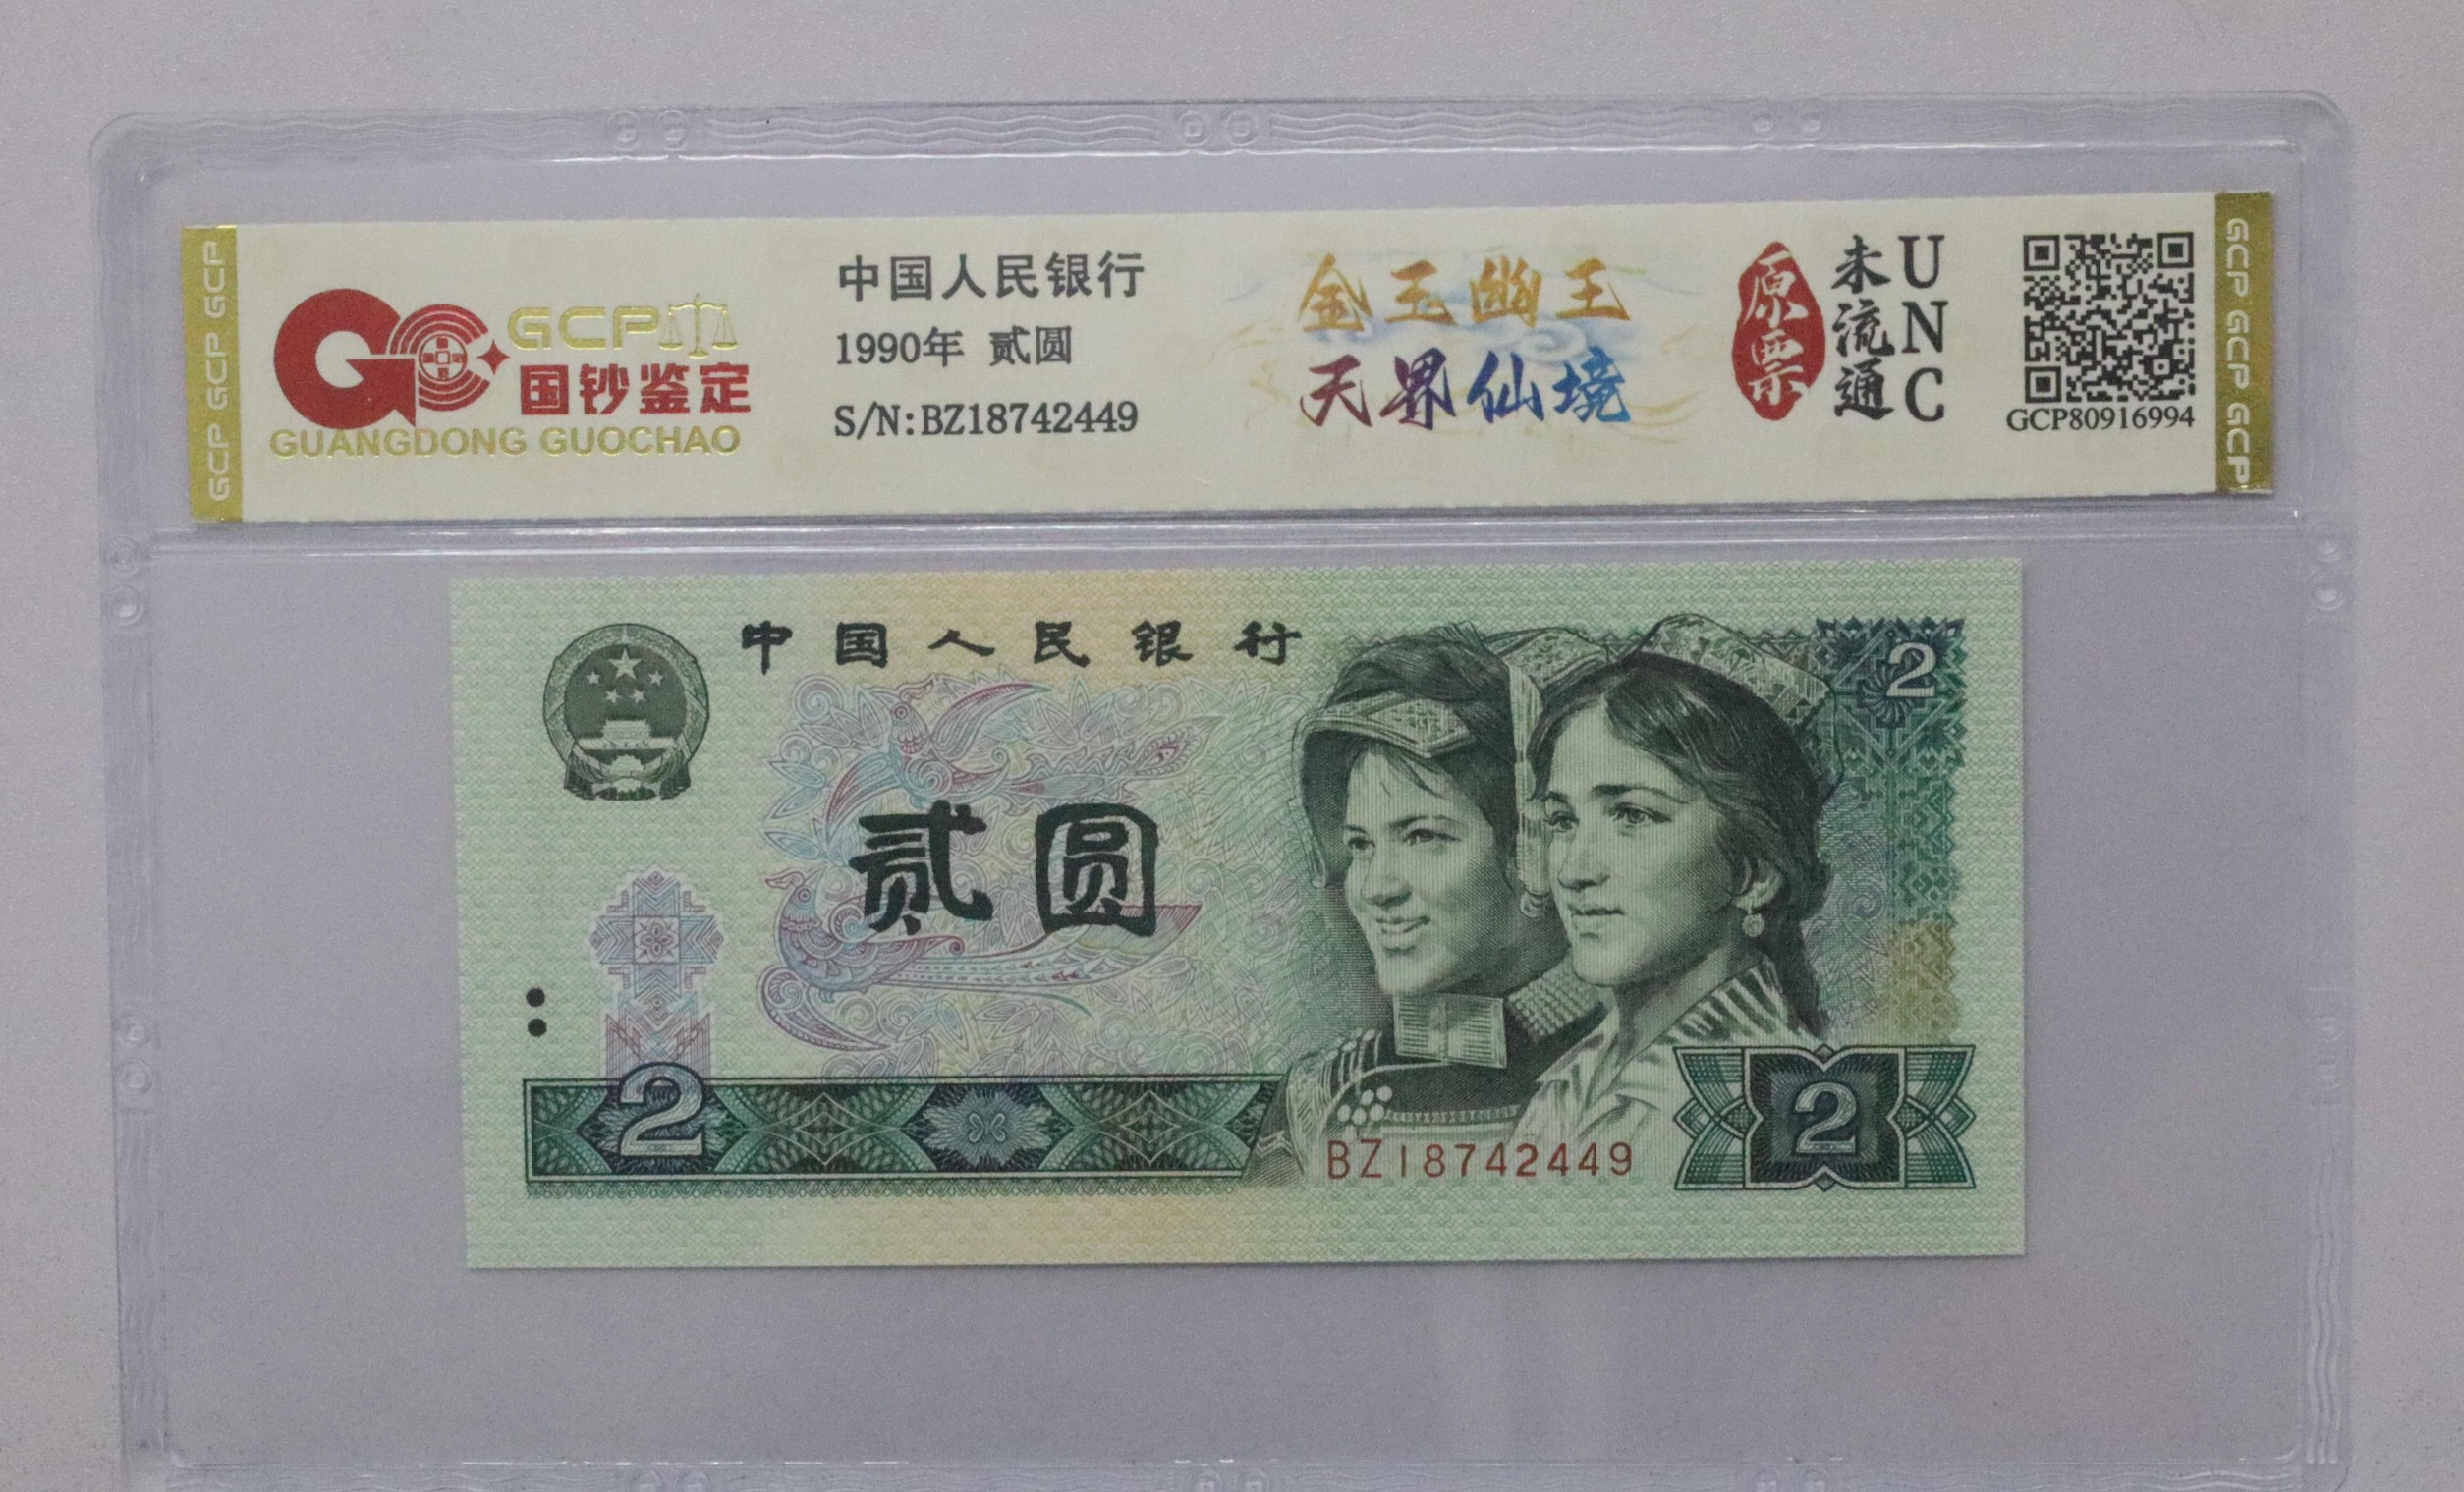 GCP GCP GCP
GCP
国钞鉴定
GUANGDONG GUOCHAO
中国人民银行
1990年 贰圆
S/N:BZ18742449
金玉幽王
天界仙境
原票
未流通
UNC
GCP80916994
GCP GCP GCP
中国人民银行
2
贰圆
2
BZ18742449
2